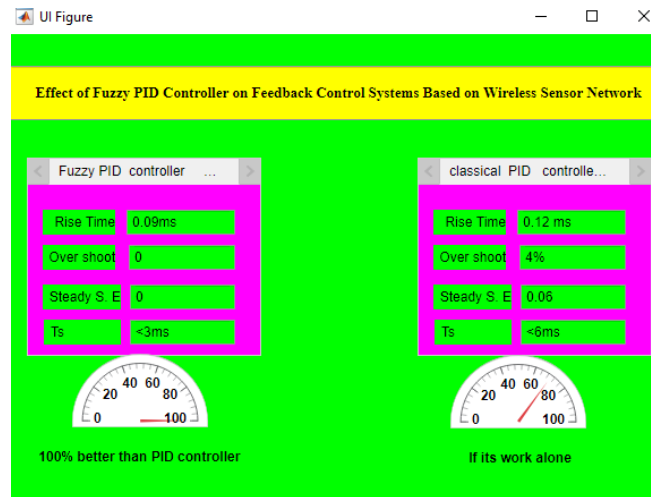 UI Figure
Effect of Fuzzy PID Controller on Feedback Control Systems Based on Wireless Sensor Network
Fuzzy PID controller ...
Rise Time 0.09ms
Over shoot 0
Steady S. E 0
Ts <3ms
0 20 40 60 80 100
100% better than PID controller
classical PID controlle...
Rise Time 0.12 ms
Over shoot 4%
Steady S. E 0.06
Ts <6ms
0 20 40 60 80 100
If its work alone